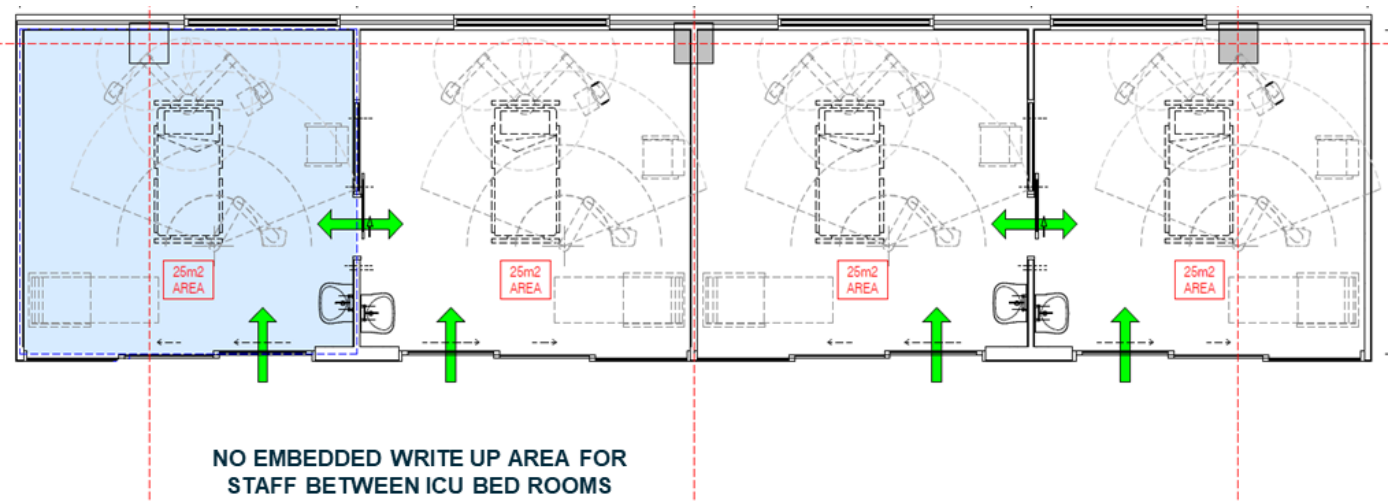 25m2
AREA
25m2
AREA
25m2
AREA
25m2
AREA
NO EMBEDDED WRITE UP AREA FOR
STAFF BETWEEN ICU BED ROOMS